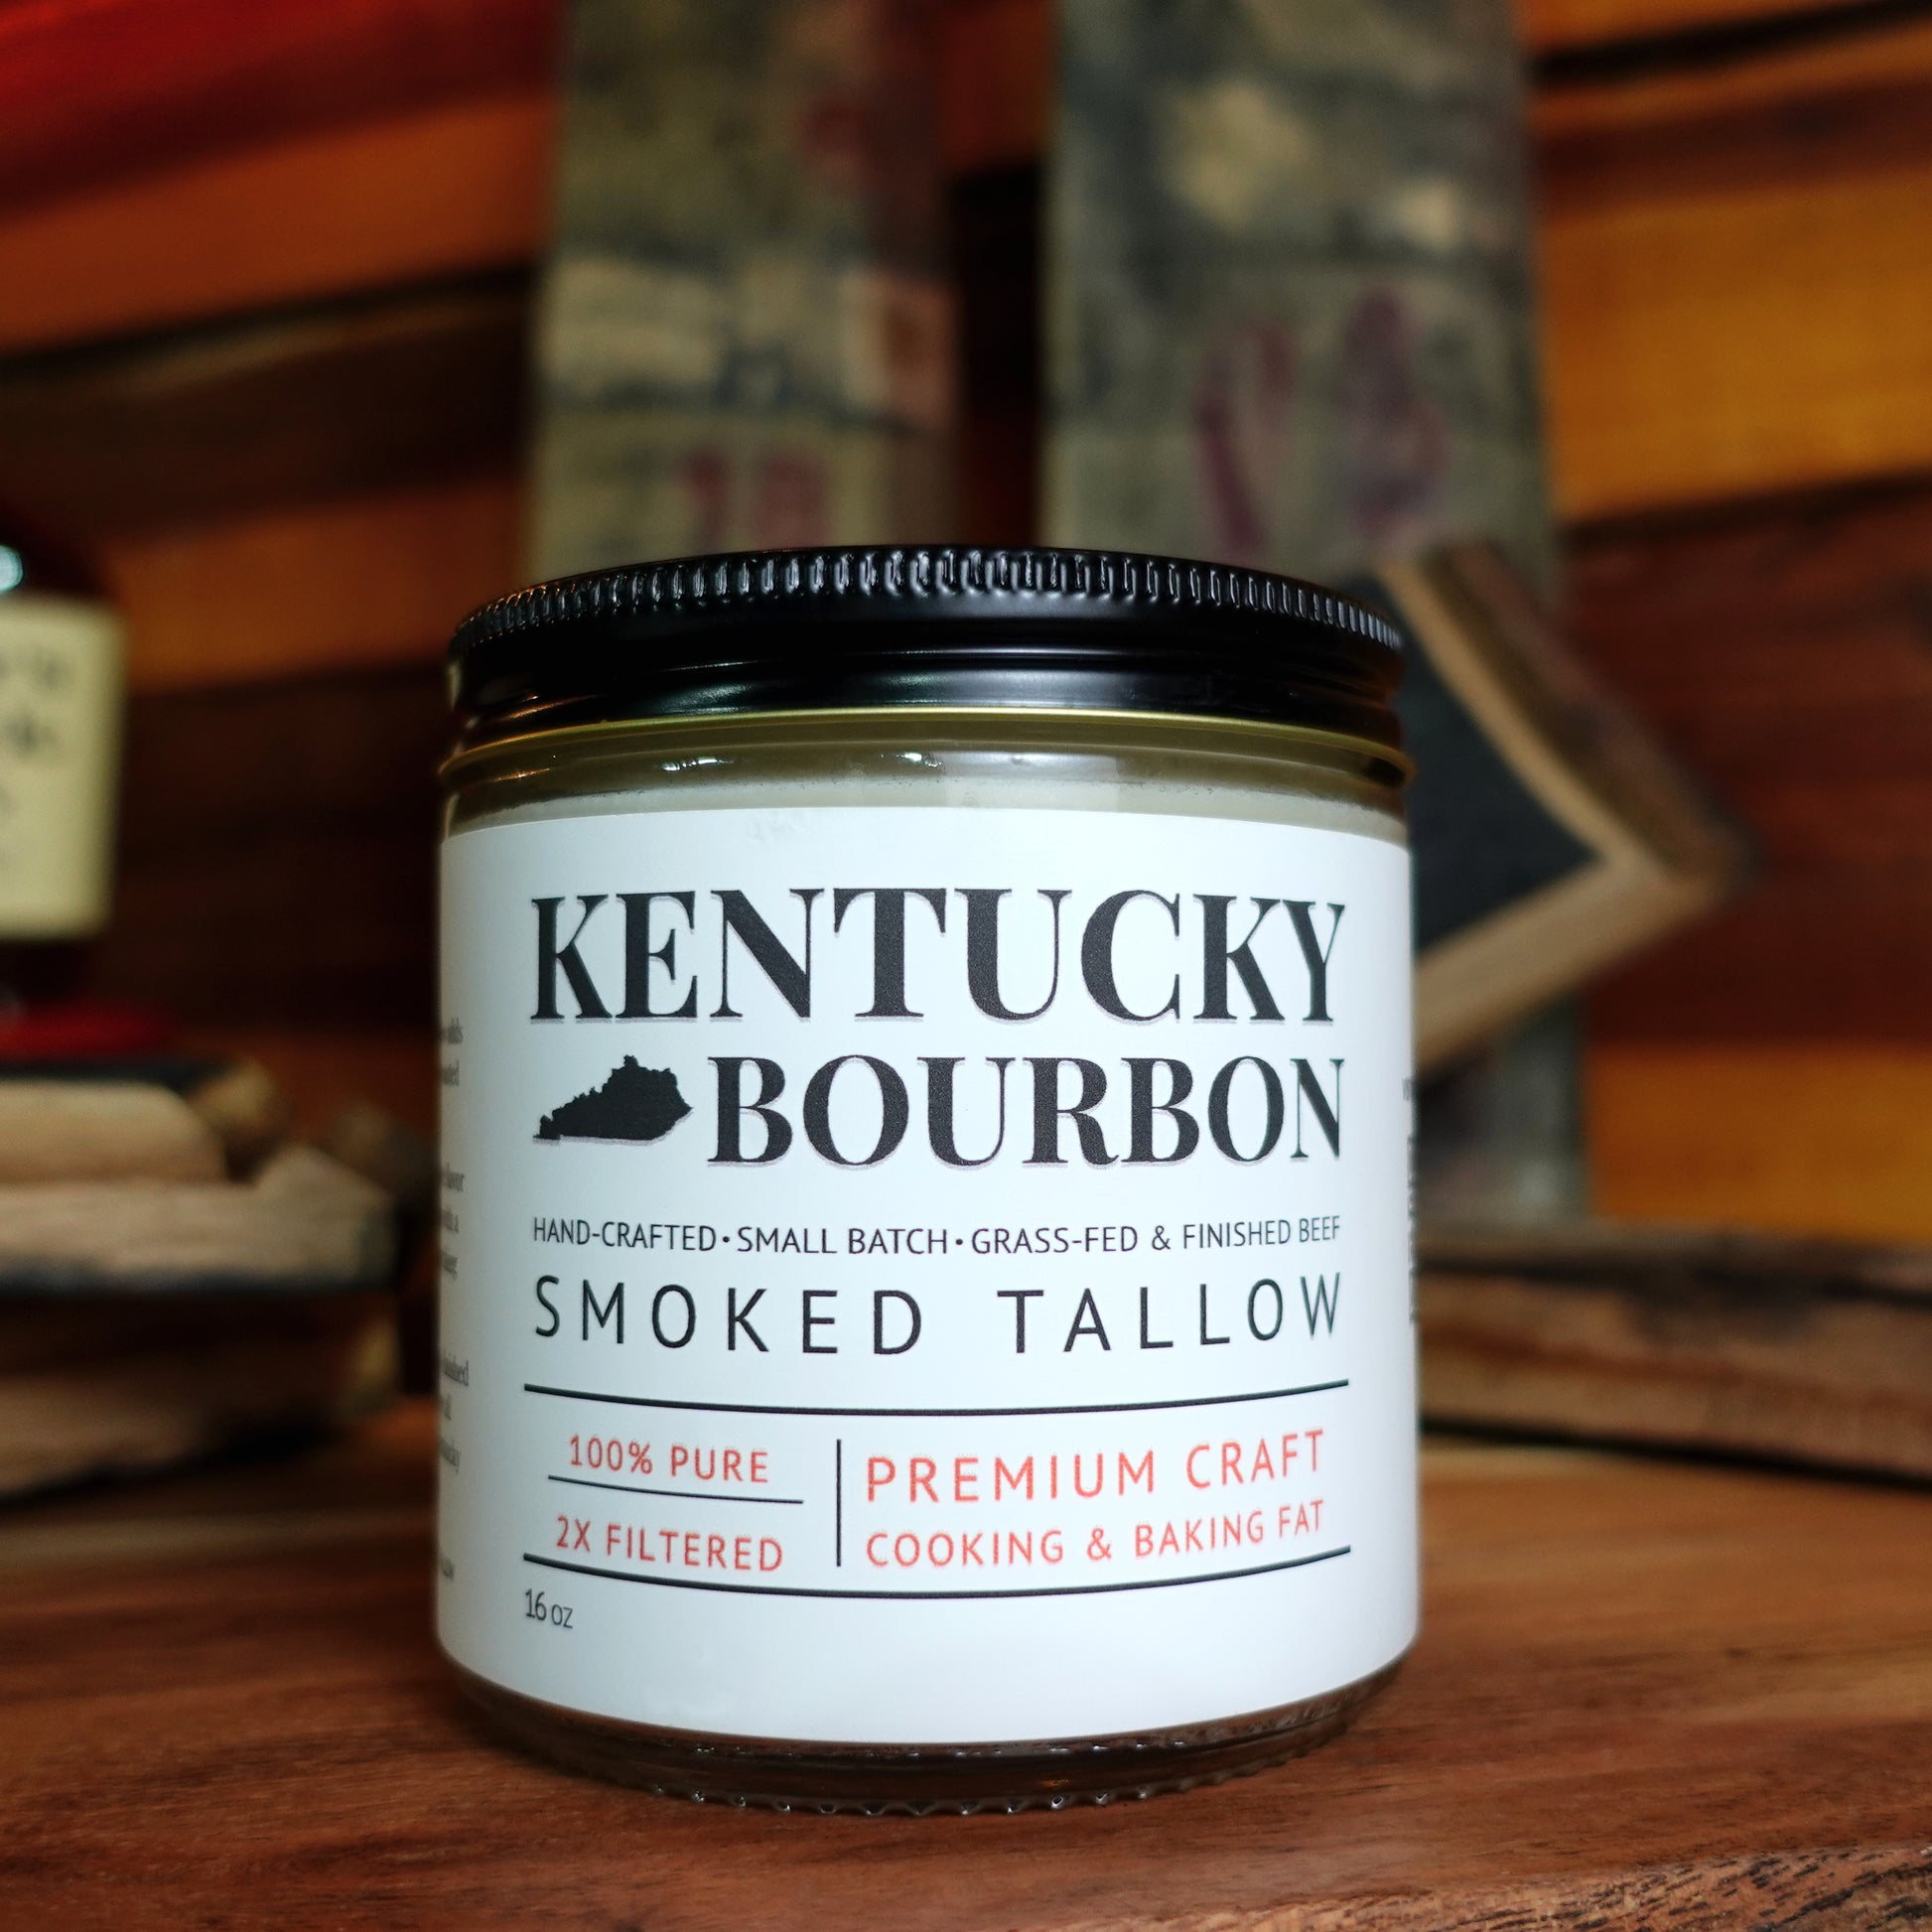 KENTUCKY
BOURBON
HAND-CRAFTED • SMALL BATCH • GRASS-FED & FINISHED BEEF
SMOKED TALLOW
100% PURE
2X FILTERED
PREMIUM CRAFT
COOKING & BAKING FAT
16 oz